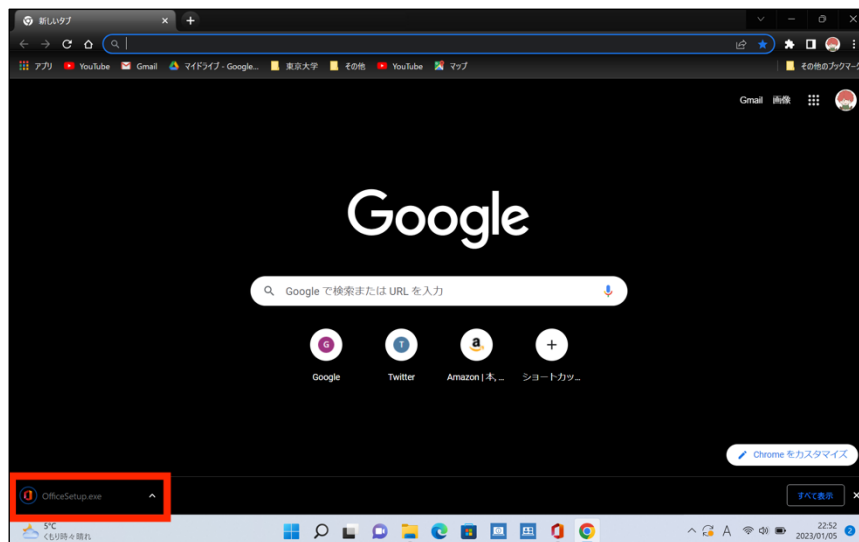 新しいタブ
アプリ YouTube Gmail マイドライブ - Google... 東京大学 その他 YouTube マップ その他のブックマーク
Gmail 画像
Google
Google で検索または URL を入力
G T a
Google Twitter Amazon | 本, ... ショートカッ...
Chrome をカスタマイズ
OfficeSetup.exe すべて表示
5°C
くもり時々晴れ
A 22:52
2023/01/05 2